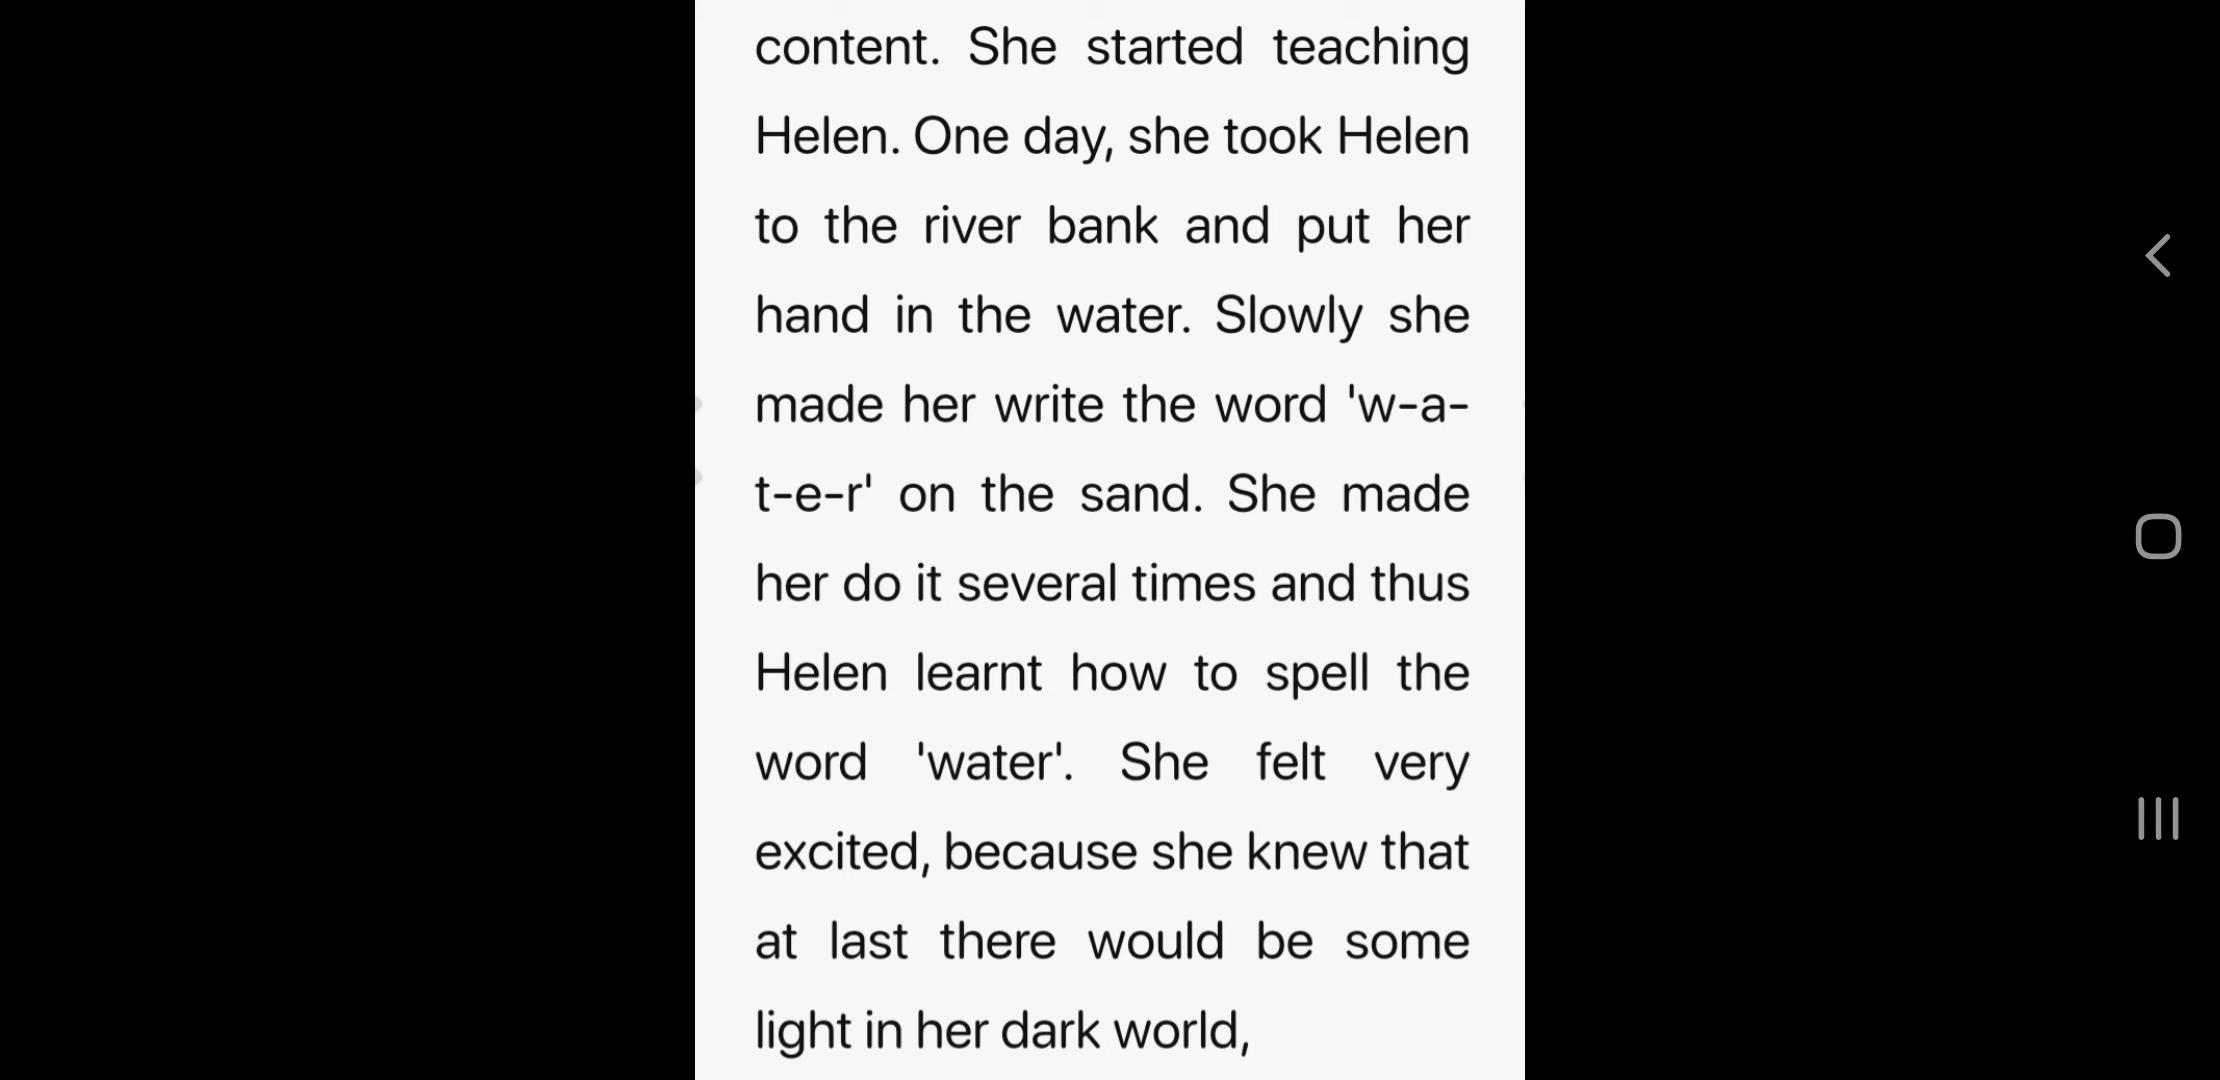 content. She started teaching
Helen. One day, she took Helen
to the river bank and put her
hand in the water. Slowly she
made her write the word 'w-a-
t-e-r' on the sand. She made
her do it several times and thus
Helen learnt how to spell the
word 'water'. She felt very
excited, because she knew that
at last there would be some
light in her dark world,